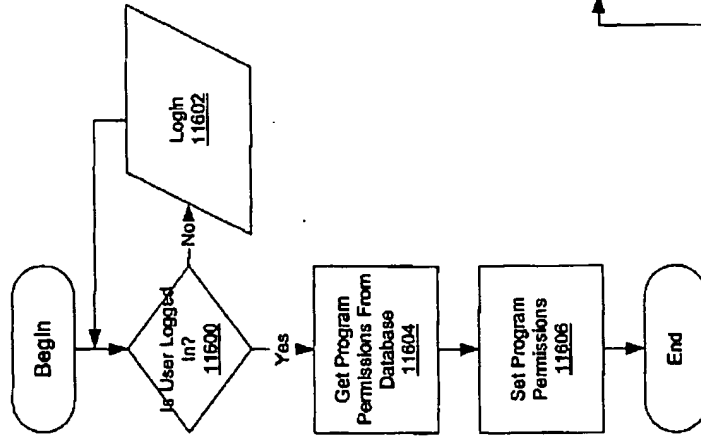 Begin
Is User Logged
In?
11600
No
Login
11602
Yes
Get Program
Permissions From
Database
11604
Set Program
Permissions
11606
End